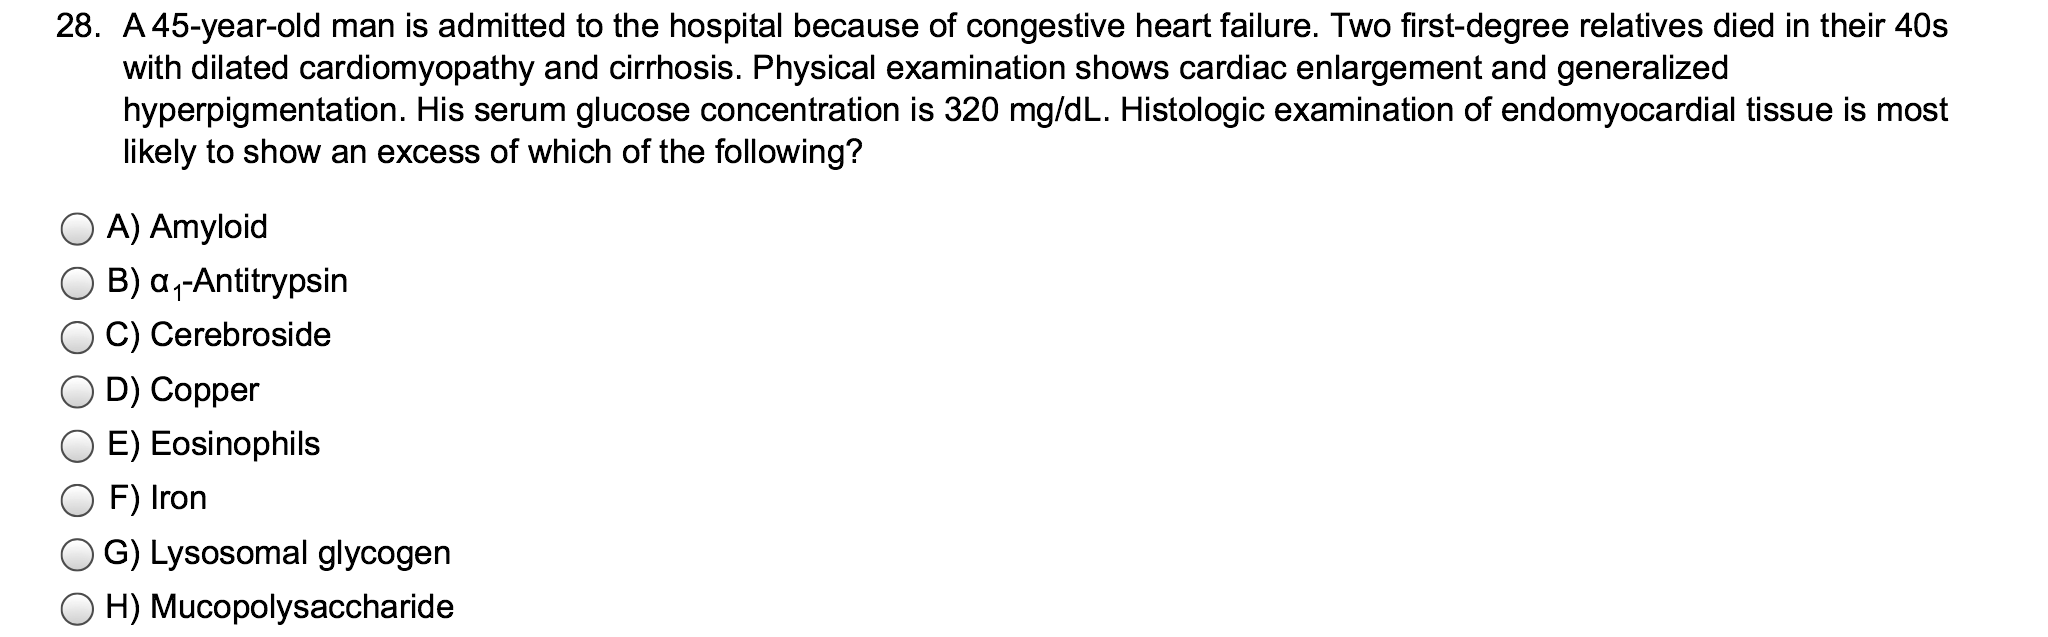 28. A 45-year-old man is admitted to the hospital because of congestive heart failure. Two first-degree relatives died in their 40s
with dilated cardiomyopathy and cirrhosis. Physical examination shows cardiac enlargement and generalized
hyperpigmentation. His serum glucose concentration is 320 mg/dL. Histologic examination of endomyocardial tissue is most
likely to show an excess of which of the following?
A) Amyloid
B) α₁-Antitrypsin
C) Cerebroside
D) Copper
E) Eosinophils
F) Iron
G) Lysosomal glycogen
H) Mucopolysaccharide